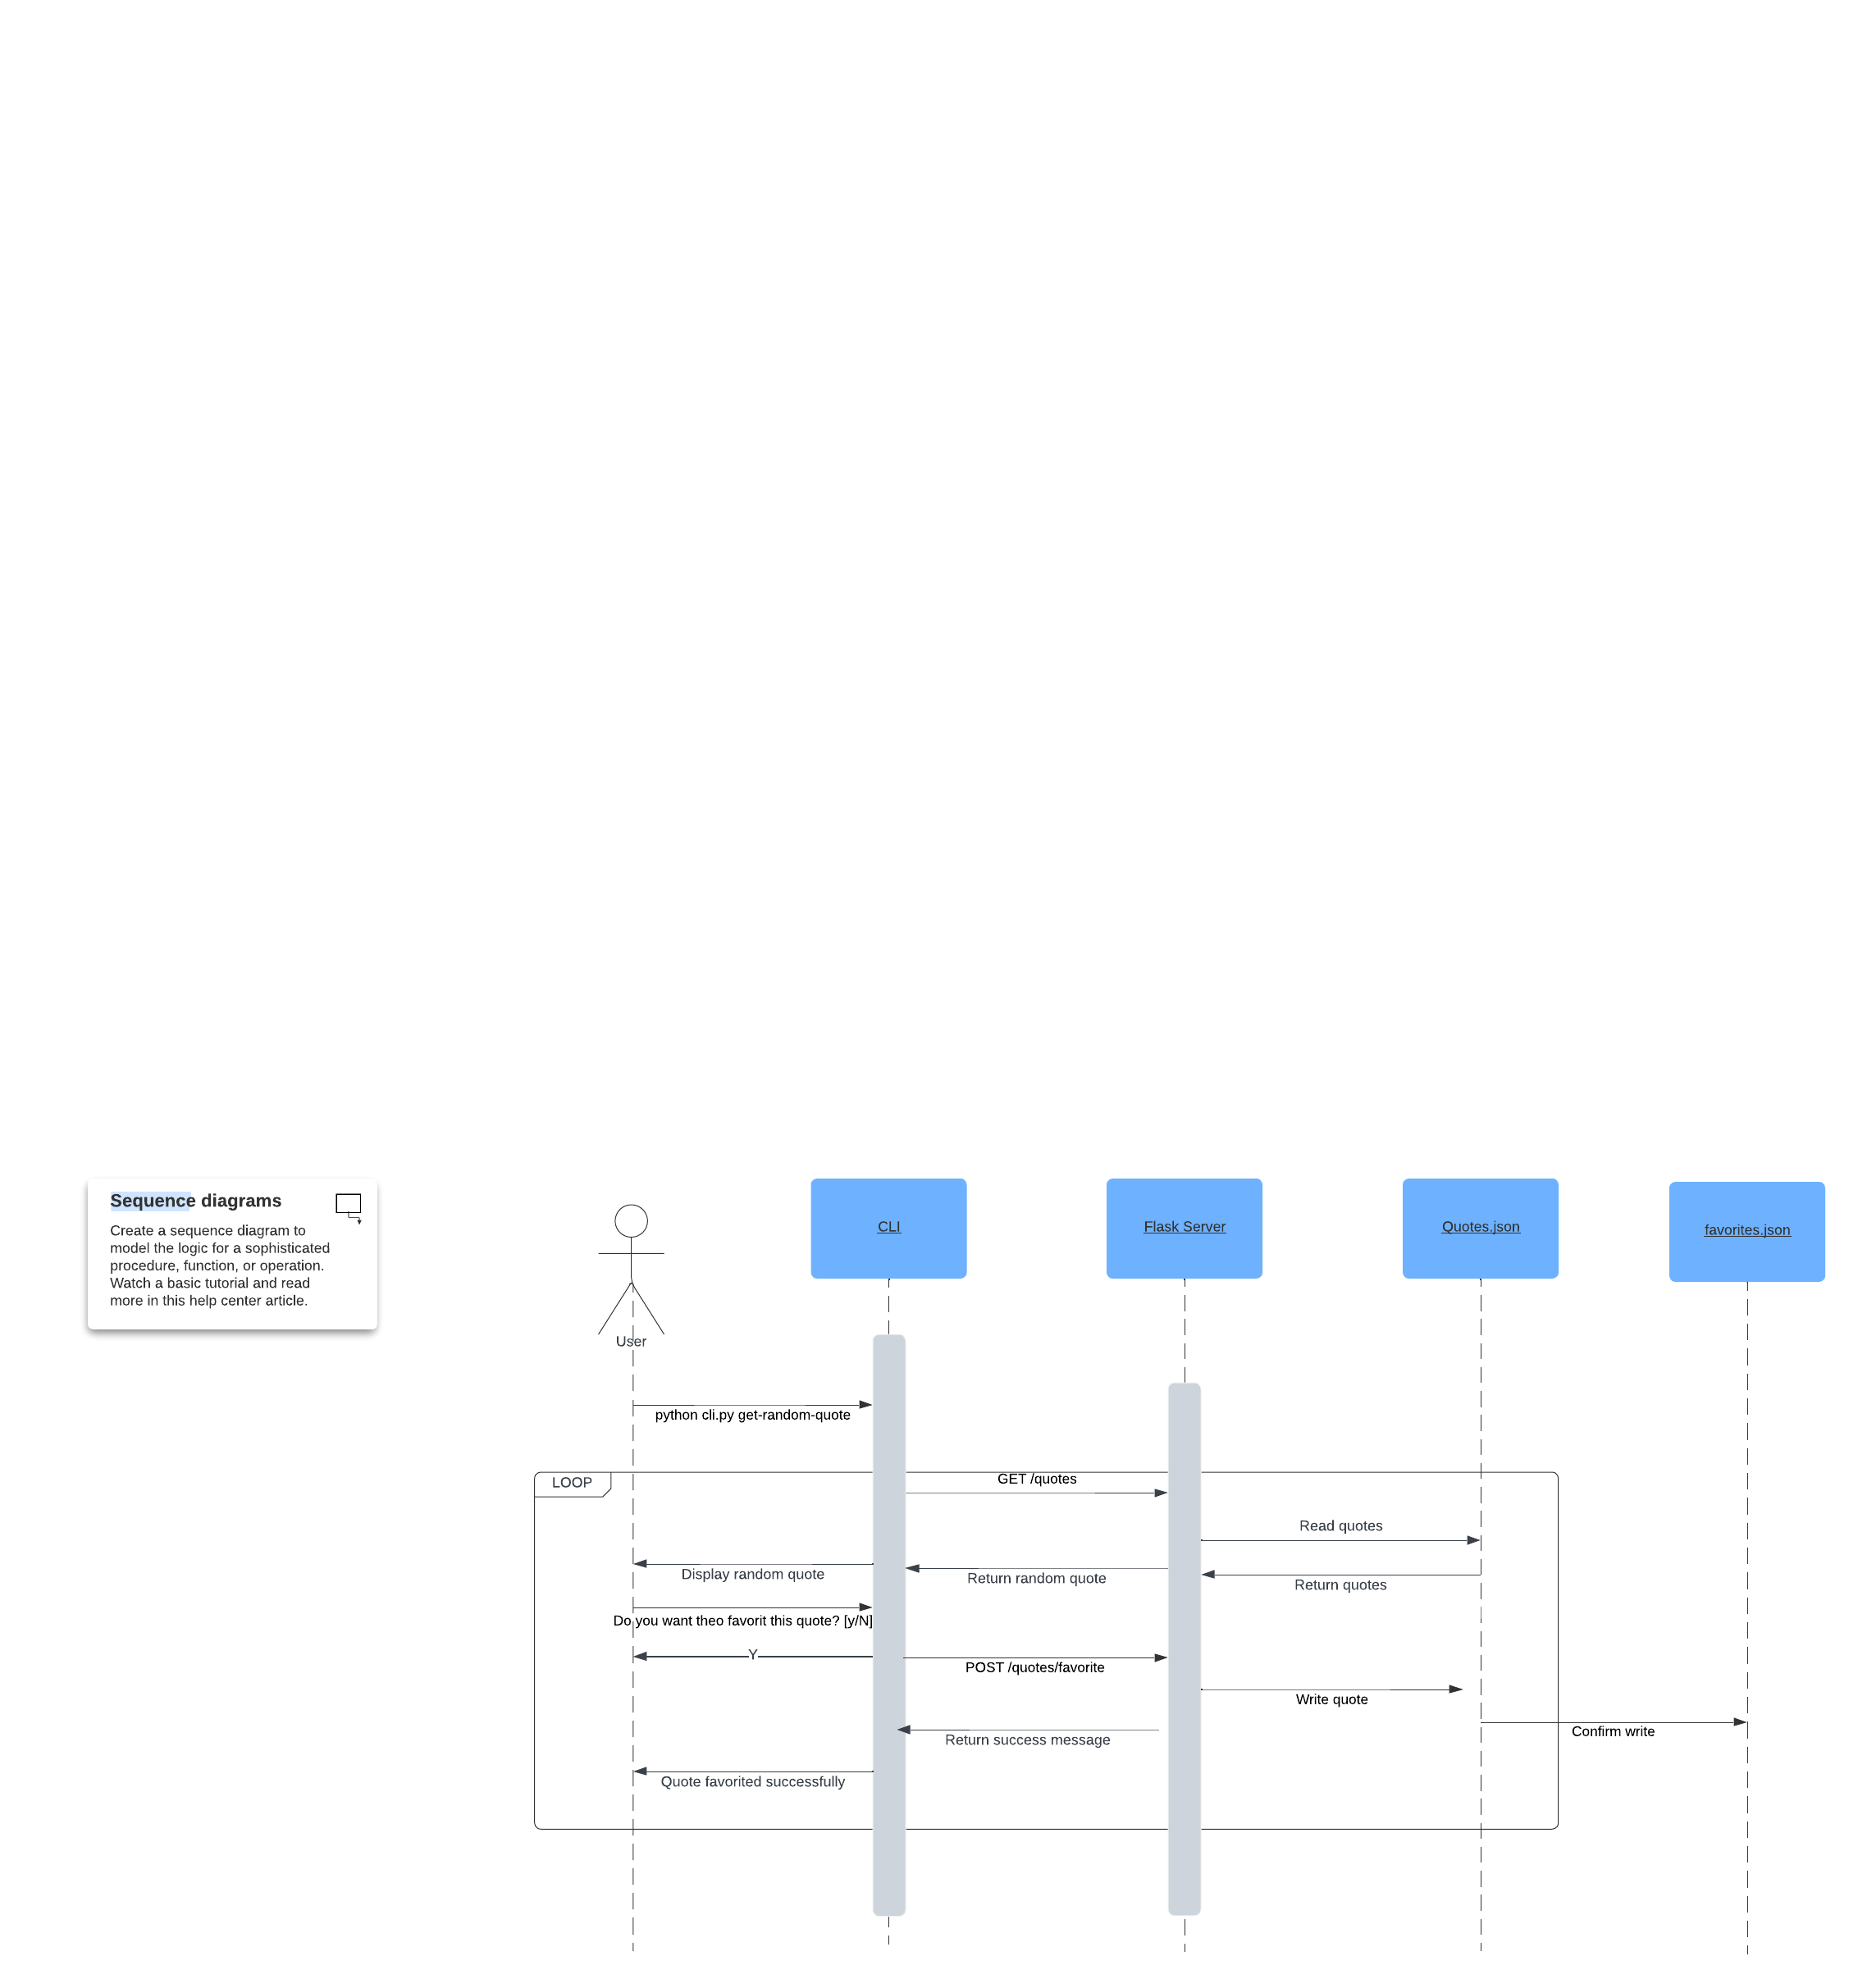 Sequence diagrams
Create a sequence diagram to
model the logic for a sophisticated
procedure, function, or operation.
Watch a basic tutorial and read
more in this help center article.
CLI
Flask Server
Quotes.json
favorites.json
User
python cli.py get-random-quote
LOOP
GET /quotes
Read quotes
Display random quote
Return random quote
Return quotes
Do you want theo favorit this quote? [y/N]
Y
POST /quotes/favorite
Write quote
Confirm write
Return success message
Quote favorited successfully